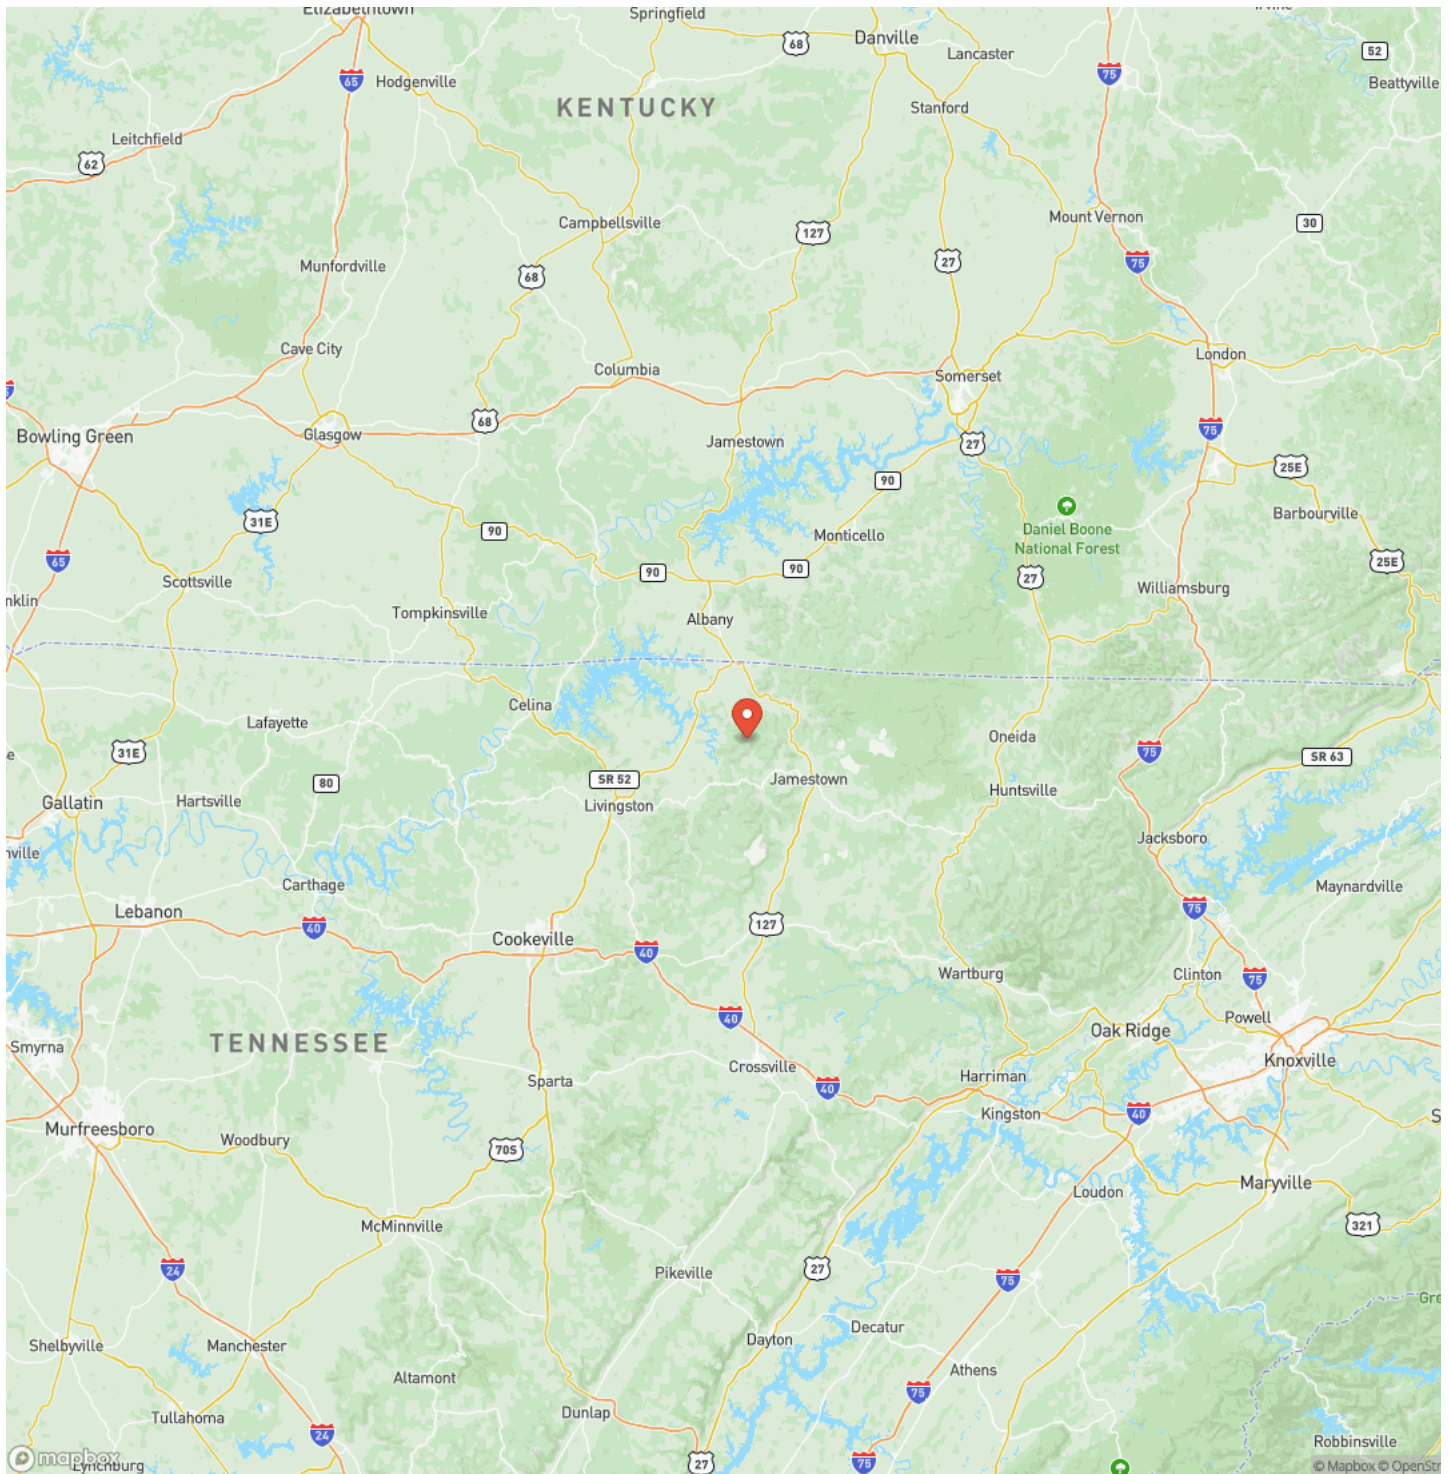 Elizabethtown
Springfield
68
Danville
Lancaster
75
52
Beattyville
65
Hodgenville
KENTUCKY
Stanford
Leitchfield
62
Campbellsville
127
Mount Vernon
30
Munfordville
68
27
75
Cave City
Columbia
London
Somerset
68
Bowling Green
Glasgow
Jamestown
27
75
25E
90
31E
Daniel Boone
National Forest
Barbourville
90
Monticello
65
Scottsville
90
90
27
25E
Williamsburg
nklin
Tompkinsville
Albany
Celina
Lafayette
31E
Oneida
75
SR 63
80
SR 52
Jamestown
Huntsville
Gallatin
Hartsville
Livingston
Jacksboro
nville
Carthage
Maynardville
Lebanon
40
75
127
Cookeville
40
Wartburg
Clinton
75
40
Powell
TENNESSEE
Oak Ridge
Smyrna
Knoxville
Crossville
Sparta
40
Harriman
Kingston
40
S
Murfreesboro
Woodbury
70S
Loudon
Maryville
McMinnville
321
24
Pikeville
27
75
Gre
Decatur
Shelbyville
Manchester
Dayton
Athens
Altamont
75
Tullahoma
Dunlap
24
Robbinsville
mapbox
Lynchburg
27
75
© Mapbox © OpenStr